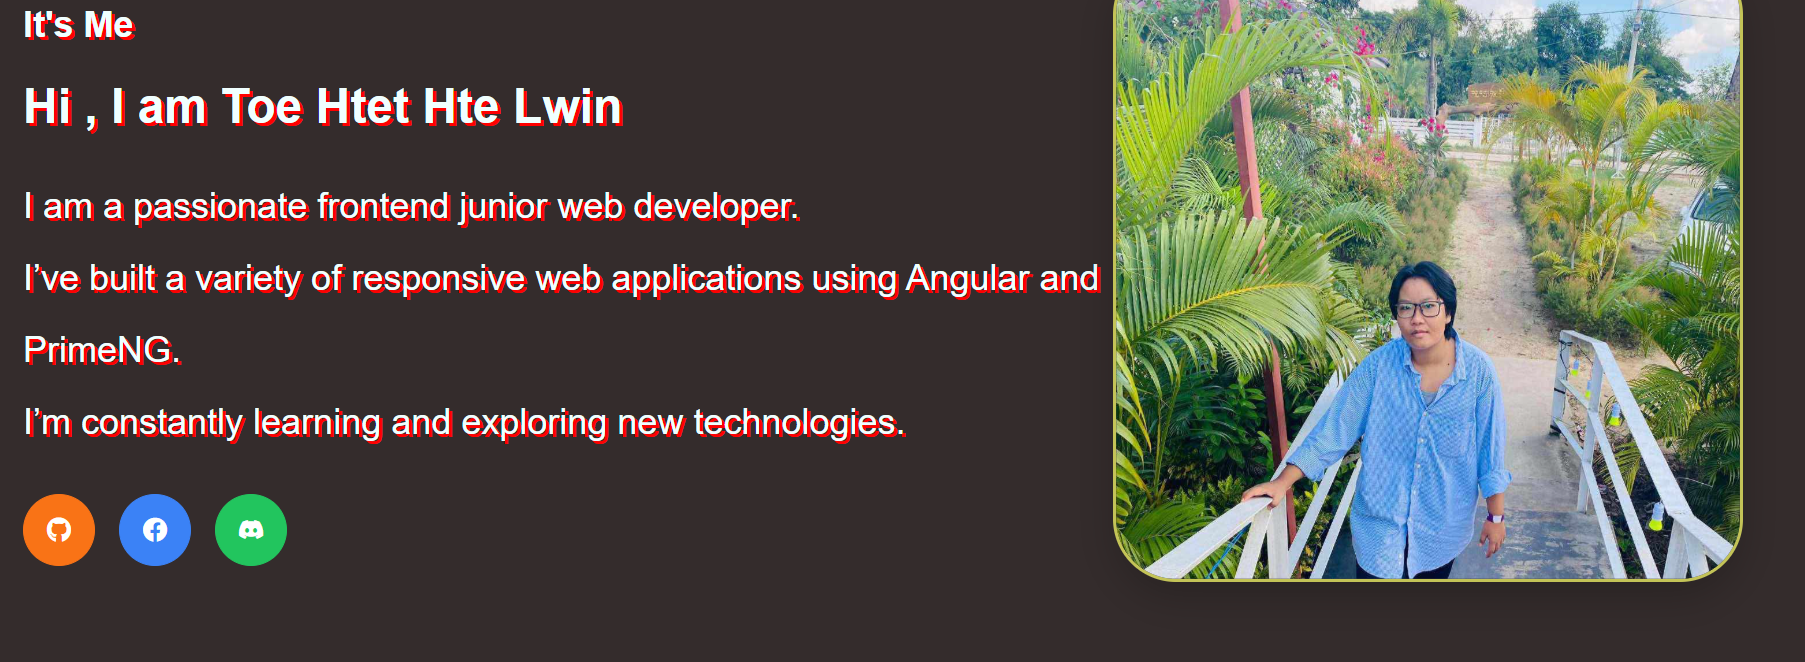 It's Me
Hi , I am Toe Htet Hte Lwin
I am a passionate frontend junior web developer.
I’ve built a variety of responsive web applications using Angular and
PrimeNG.
I’m constantly learning and exploring new technologies.